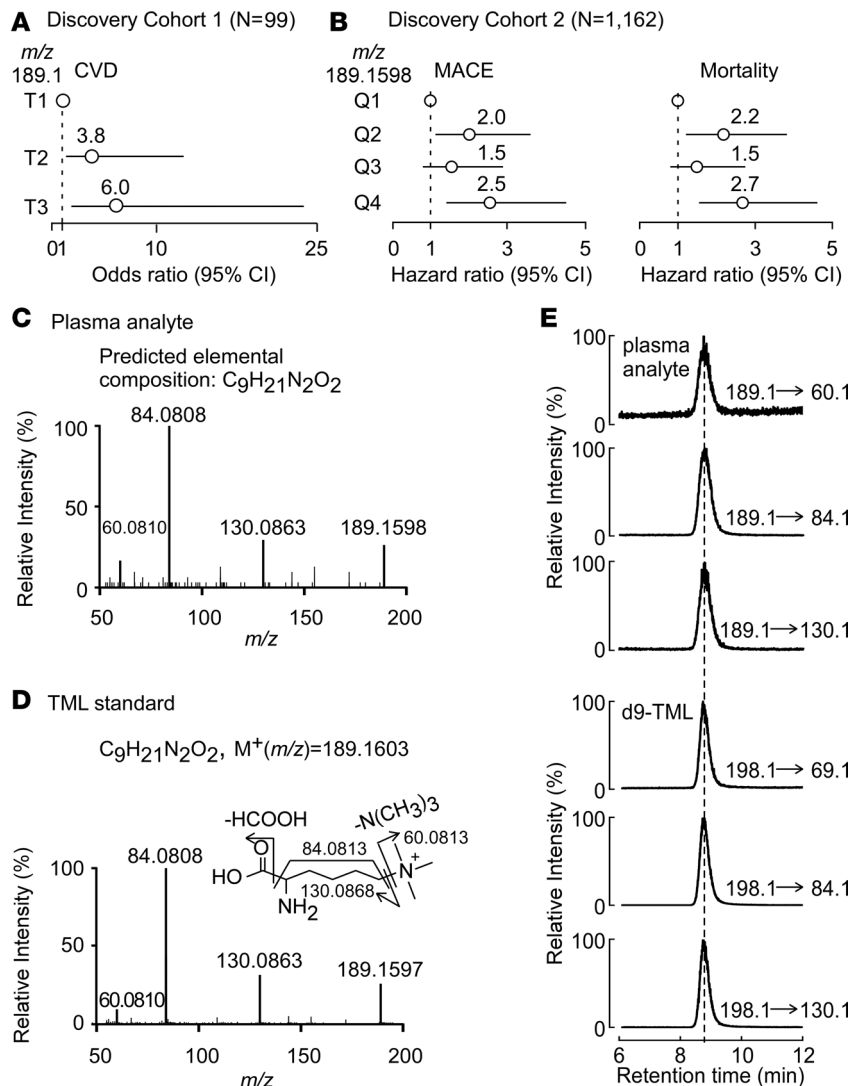 A Discovery Cohort 1 (N=99)
m/z
189.1 CVD
T1
3.8
T2
6.0
T3
01 10 25
Odds ratio (95% CI)
B Discovery Cohort 2 (N=1,162)
m/z
189.1598 MACE Mortality
Q1
2.0 2.2
Q2
1.5 1.5
Q3
2.5 2.7
Q4
0 1 3 5 0 1 3 5
Hazard ratio (95% CI) Hazard ratio (95% CI)
C Plasma analyte
Predicted elemental
composition: C9H21N2O2
Relative Intensity (%)
100
50
0
84.0808
60.0810
130.0863
189.1598
50 100 150 200
m/z
D TML standard
C9H21N2O2, M+(m/z)=189.1603
-HCOOH
-N(CH3)3
84.0813
60.0813
130.0868
O
HO
NH2
N+
Relative Intensity (%)
100
50
0
84.0808
60.0810
130.0863
189.1597
50 100 150 200
m/z
E
Relative Intensity (%)
100
plasma
analyte
189.1→60.1
0
100
189.1→84.1
0
100
189.1→130.1
0
Relative Intensity (%)
100
d9-TML
198.1→69.1
0
100
198.1→84.1
0
100
198.1→130.1
0
6 8 10 12
Retention time (min)